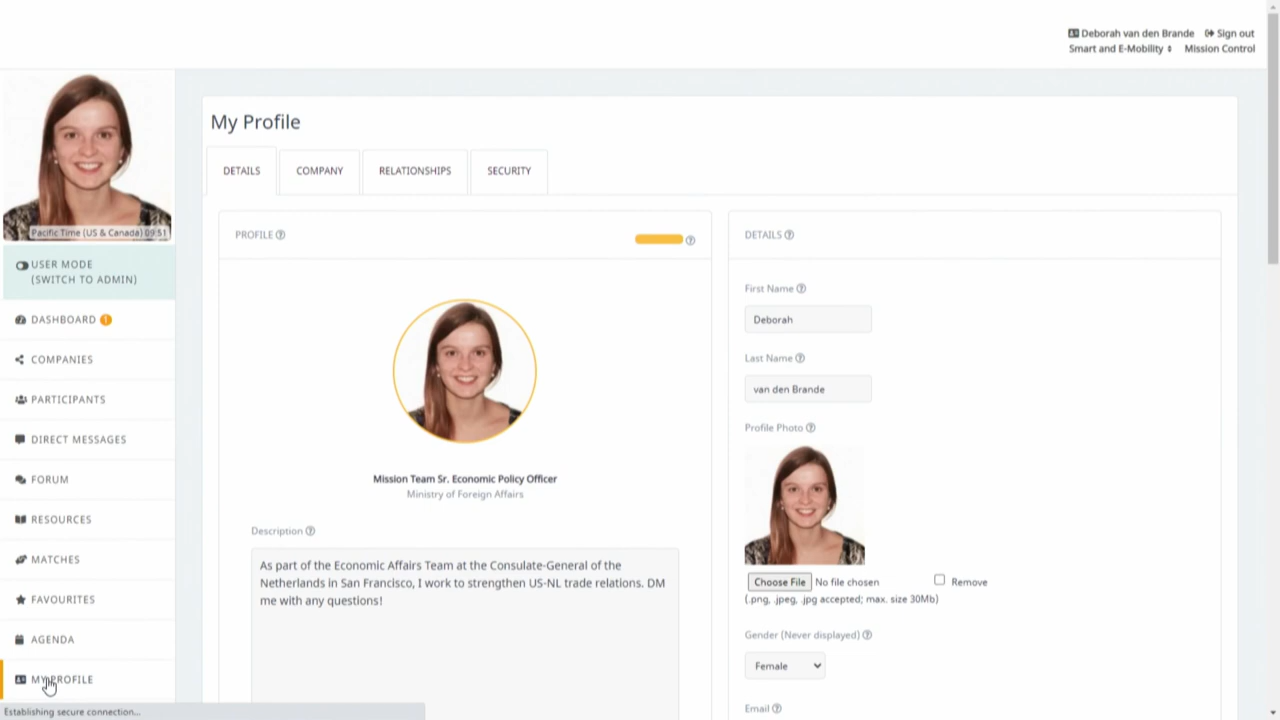 Deborah van den Brande Sign out
Smart and E-Mobility Mission Control
Pacific Time (US & Canada) 09:51
USER MODE
(SWITCH TO ADMIN)
DASHBOARD 1
COMPANIES
PARTICIPANTS
DIRECT MESSAGES
FORUM
RESOURCES
MATCHES
FAVOURITES
AGENDA
MY PROFILE
Establishing secure connection...
My Profile
DETAILS COMPANY RELATIONSHIPS SECURITY
PROFILE
Mission Team Sr. Economic Policy Officer
Ministry of Foreign Affairs
Description
As part of the Economic Affairs Team at the Consulate-General of the
Netherlands in San Francisco, I work to strengthen US-NL trade relations. DM
me with any questions!
DETAILS
First Name
Deborah
Last Name
van den Brande
Profile Photo
Choose File No file chosen Remove
(.png, .jpeg, .jpg accepted; max. size 30Mb)
Gender (Never displayed)
Female
Email